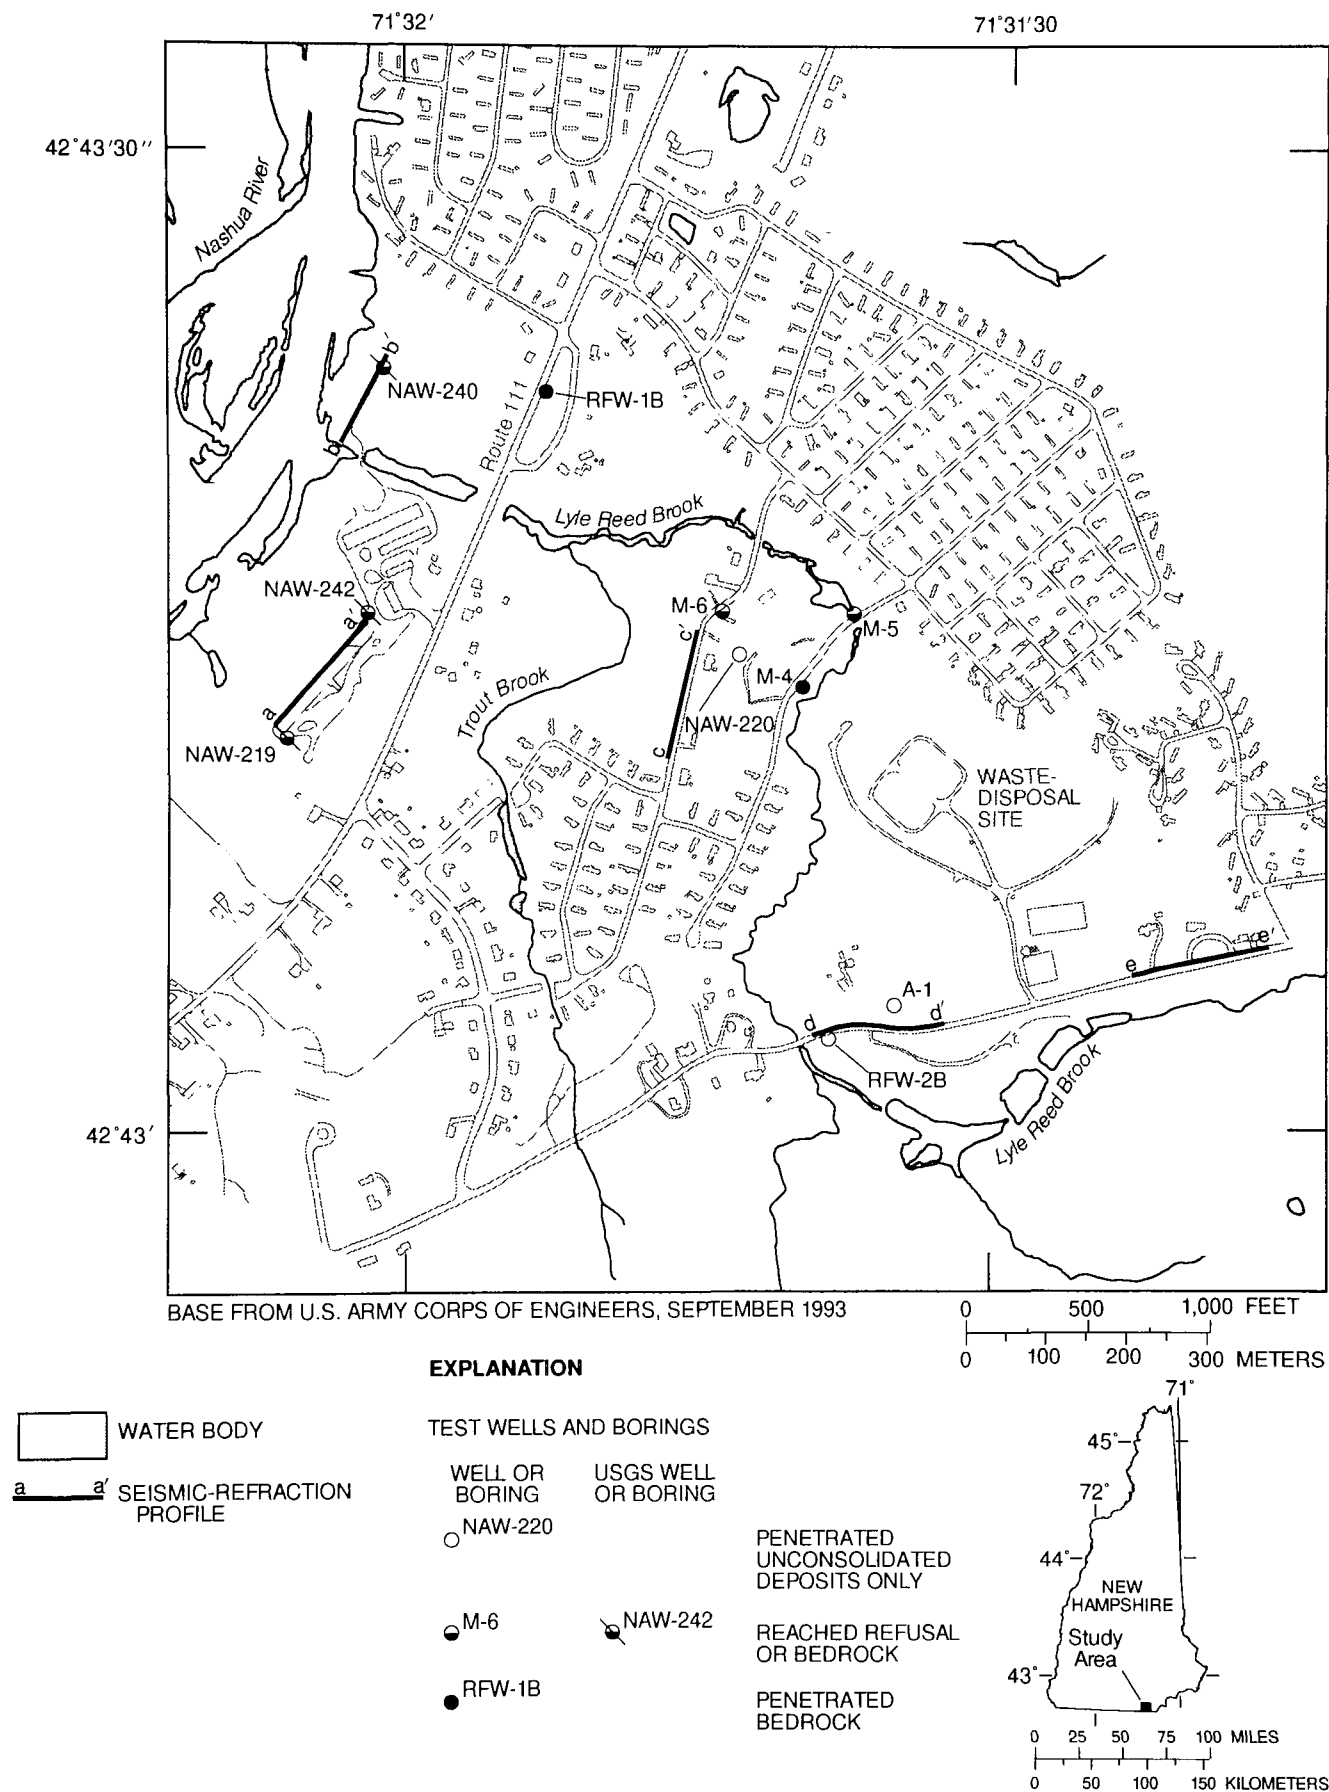 71°32'
71°31'30
42°43'30''
Nashua River
b'
NAW-240
b
Route 111
RFW-1B
Lyle Reed Brook
NAW-242
a'
M-6
c'
M-5
M-4
a
NAW-219
Trout Brook
c
NAW-220
WASTE-
DISPOSAL
SITE
e
e'
A-1
d
d'
RFW-2B
Lyle Reed Brook
42°43'
BASE FROM U.S. ARMY CORPS OF ENGINEERS, SEPTEMBER 1993
0 500 1,000 FEET
0 100 200 300 METERS
EXPLANATION
WATER BODY
a a' SEISMIC-REFRACTION
PROFILE
TEST WELLS AND BORINGS
WELL OR
BORING
USGS WELL
OR BORING
NAW-220
PENETRATED
UNCONSOLIDATED
DEPOSITS ONLY
M-6
NAW-242
REACHED REFUSAL
OR BEDROCK
RFW-1B
PENETRATED
BEDROCK
71°
45°
72°
44°
NEW
HAMPSHIRE
Study
Area
43°
0 25 50 75 100 MILES
0 50 100 150 KILOMETERS